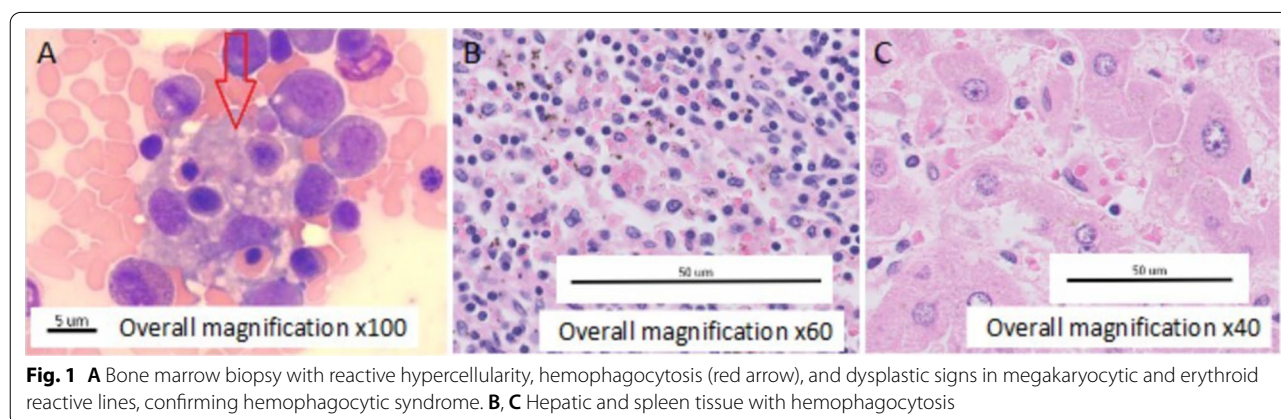 A
B
C
5 um
Overall magnification x100
50 um
Overall magnification x60
50 um
Overall magnification x40
Fig. 1 A Bone marrow biopsy with reactive hypercellularity, hemophagocytosis (red arrow), and dysplastic signs in megakaryocytic and erythroid
reactive lines, confirming hemophagocytic syndrome. B, C Hepatic and spleen tissue with hemophagocytosis